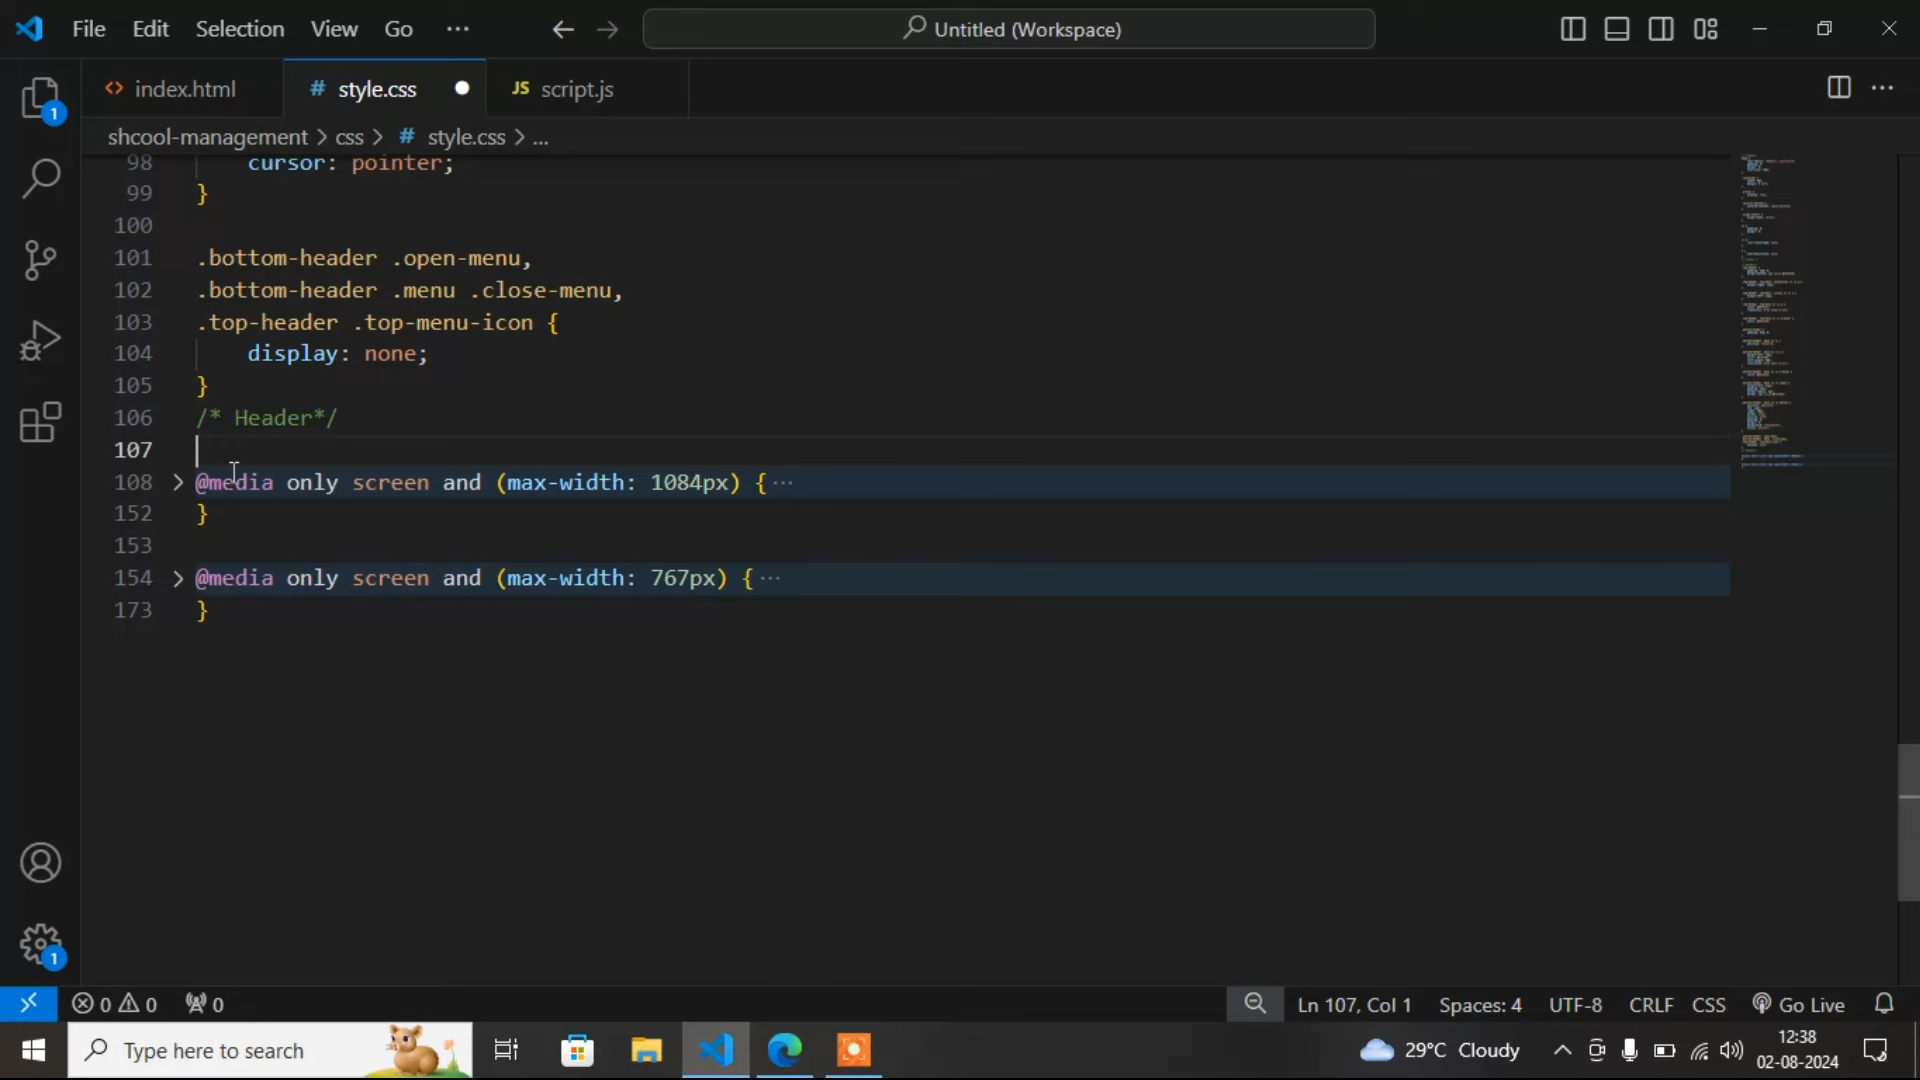 File Edit Selection View Go ··· Untitled (Workspace)
index.html # style.css JS script.js
shcool-management > css > # style.css > ...
98 cursor: pointer;
99 }
100
101 .bottom-header .open-menu,
102 .bottom-header .menu .close-menu,
103 .top-header .top-menu-icon {
104 display: none;
105 }
106 /* Header*/
107
108 @media only screen and (max-width: 1084px) {···
152 }
153
154 @media only screen and (max-width: 767px) {···
173 }
1
1
0 0 0 Ln 107, Col 1 Spaces: 4 UTF-8 CRLF CSS Go Live
Type here to search 29°C Cloudy 12:38
02-08-2024